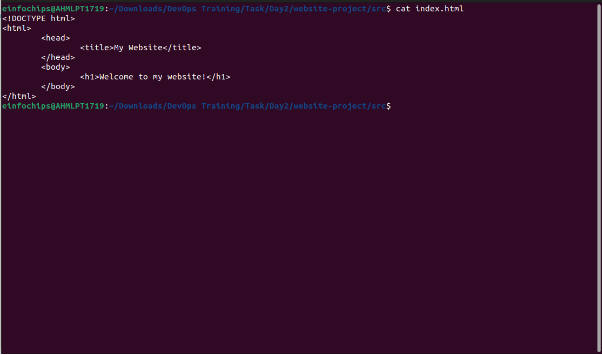 einfochips@AHMLPT1719:~/Downloads/DevOps Training/Task/Day2/website-project/src$ cat index.html
<!DOCTYPE html>
<html>
        <head>
                <title>My Website</title>
        </head>
        <body>
                <h1>Welcome to my website!</h1>
        </body>
</html>
einfochips@AHMLPT1719:~/Downloads/DevOps Training/Task/Day2/website-project/src$